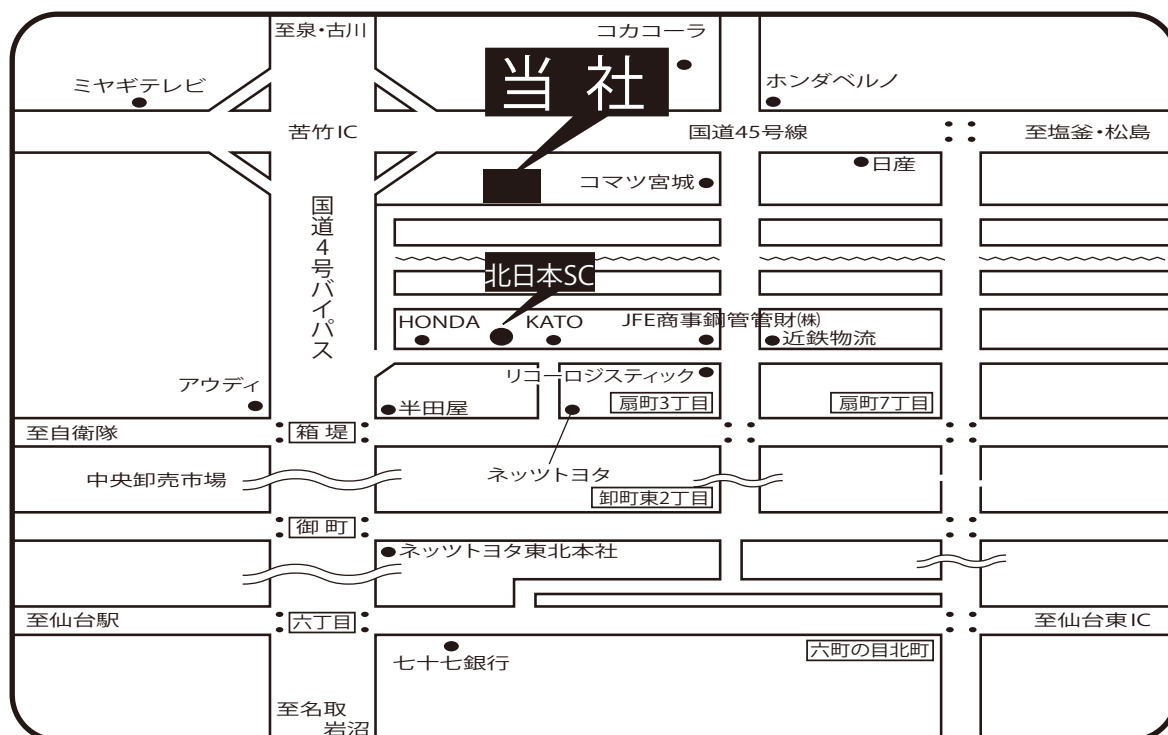 至泉・古川
コカコーラ
当 社
ミヤギテレビ
ホンダベルノ
苦竹IC
国道45号線
至塩釜・松島
日産
コマツ宮城
国道4号バイパス
北日本SC
HONDA
KATO
JFE商事鋼管管財㈱
近鉄物流
リコーロジスティック
アウディ
半田屋
扇町3丁目
扇町7丁目
至自衛隊
箱堤
中央卸売市場
ネッツトヨタ
卸町東2丁目
御町
ネッツトヨタ東北本社
至仙台駅
六丁目
至仙台東IC
七十七銀行
六町の目北町
至名取
岩沼